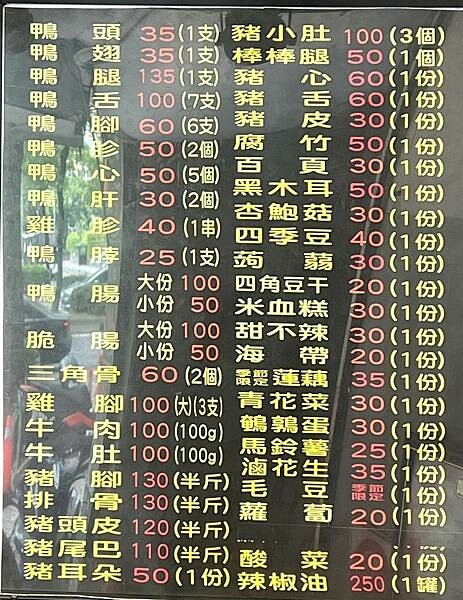 鴨頭 35(1支)
鴨翅 35(1支)
鴨腿 135(1支)
鴨舌 100(7支)
鴨腳 60(6支)
鴨胗 50(2個)
鴨心 50(5個)
鴨肝 30(2個)
雞胗 40(1串)
鴨脖 25(1支)
鴨腸 大份 100
小份 50
脆腸 大份 100
小份 50
三角骨 60(2個)
雞腳 100(大)(3支)
牛肉 100(100g)
牛肚 100(100g)
豬腳 130(半斤)
排骨 130(半斤)
豬頭皮 120(半斤)
豬尾巴 110(半斤)
豬耳朵 50(1份)
豬小肚 100(3個)
棒棒腿 50(1個)
豬心 60(1份)
豬舌 60(1份)
豬皮 30(1份)
腐竹 50(1份)
百頁 30(1份)
黑木耳 50(1份)
杏鮑菇 30(1份)
四季豆 40(1份)
蒟蒻 30(1份)
四角豆干 20(1份)
米血糕 30(1份)
甜不辣 30(1份)
海帶 20(1份)
季節限定 蓮藕 35(1份)
青花菜 30(1份)
鵪鶉蛋 30(1份)
馬鈴薯 25(1份)
滷花生 35(1份)
毛豆 季節限定 (1份)
蘿蔔 20(1份)
酸菜 20(1份)
辣椒油 250(1罐)